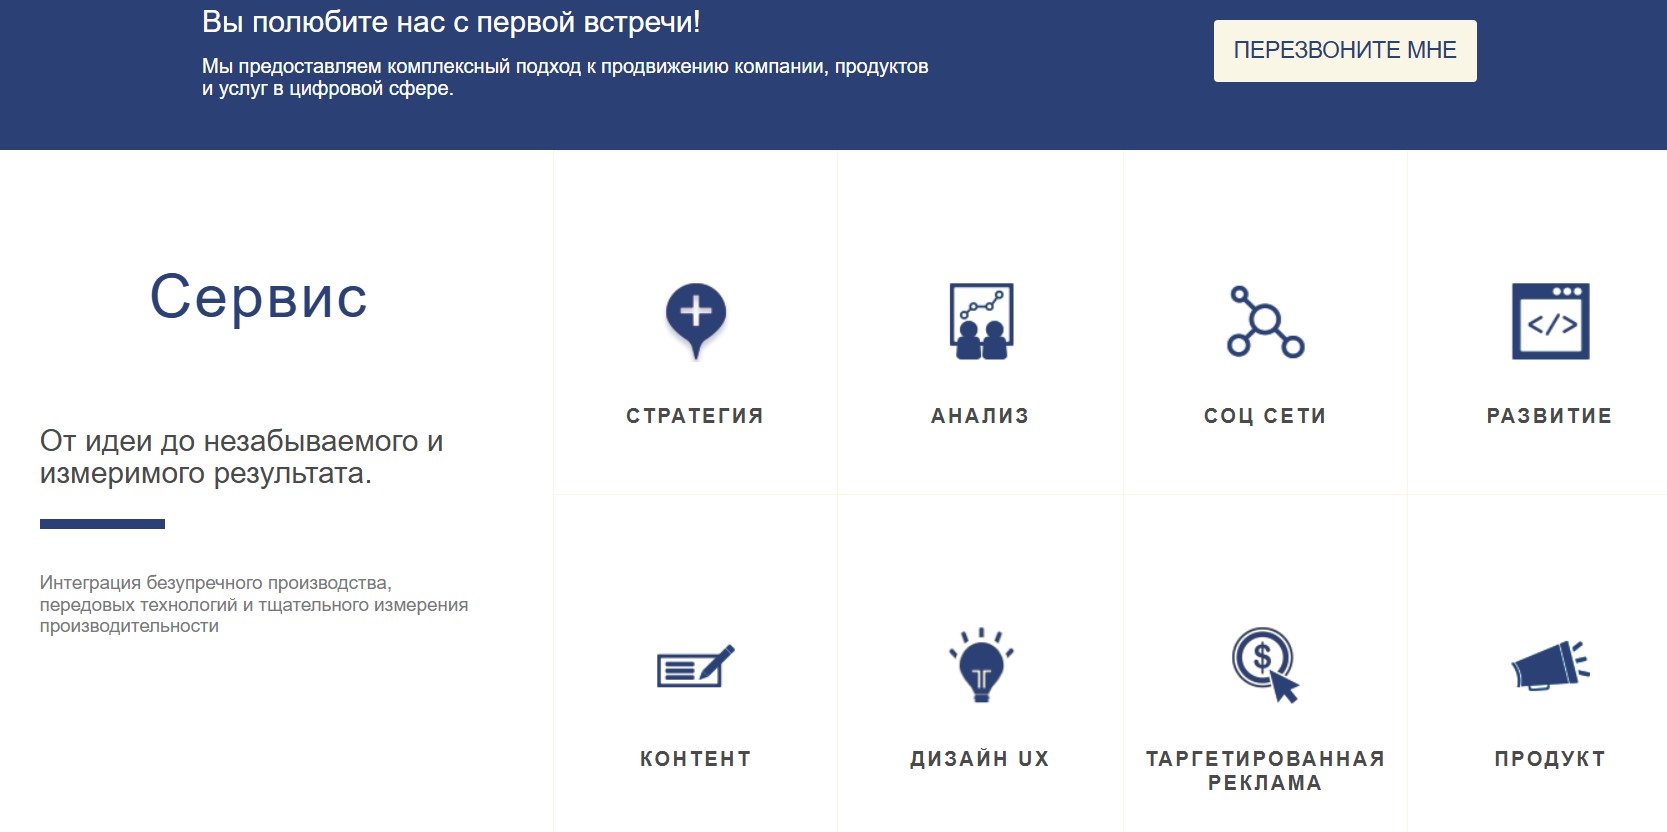 Вы полюбите нас с первой встречи!
Мы предоставляем комплексный подход к продвижению компании, продуктов
и услуг в цифровой сфере.
ПЕРЕЗВОНИТЕ МНЕ
Сервис
От идеи до незабываемого и
измеримого результата.
Интеграция безупречного производства,
передовых технологий и тщательного измерения
производительности
СТРАТЕГИЯ
АНАЛИЗ
СОЦ СЕТИ
РАЗВИТИЕ
КОНТЕНТ
ДИЗАЙН UX
ТАРГЕТИРОВАННАЯ
РЕКЛАМА
ПРОДУКТ